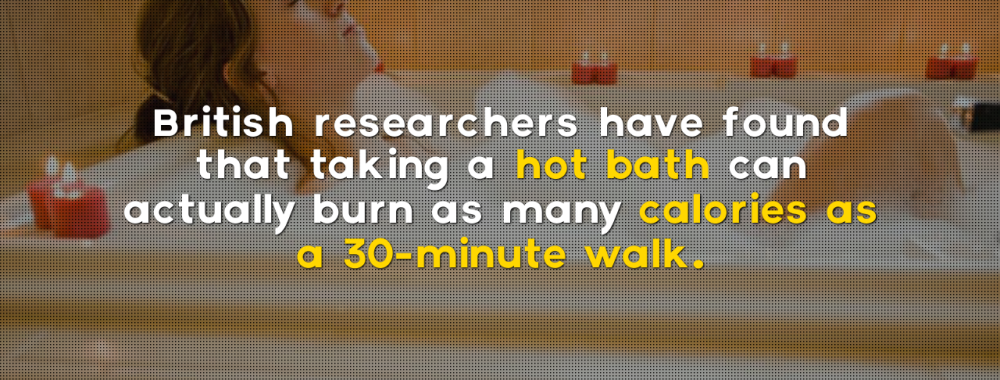 British researchers have found
that taking a hot bath can
actually burn as many calories as
a 30-minute walk.